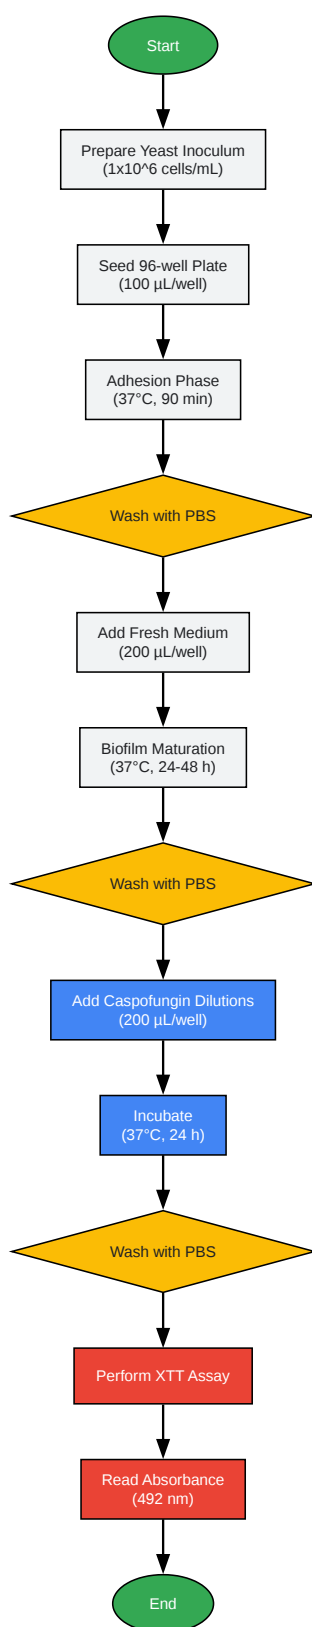 Start
Prepare Yeast Inoculum
(1x10^6 cells/mL)
Seed 96-well Plate
(100 µL/well)
Adhesion Phase
(37°C, 90 min)
Wash with PBS
Add Fresh Medium
(200 µL/well)
Biofilm Maturation
(37°C, 24-48 h)
Wash with PBS
Add Caspofungin Dilutions
(200 µL/well)
Incubate
(37°C, 24 h)
Wash with PBS
Perform XTT Assay
Read Absorbance
(492 nm)
End